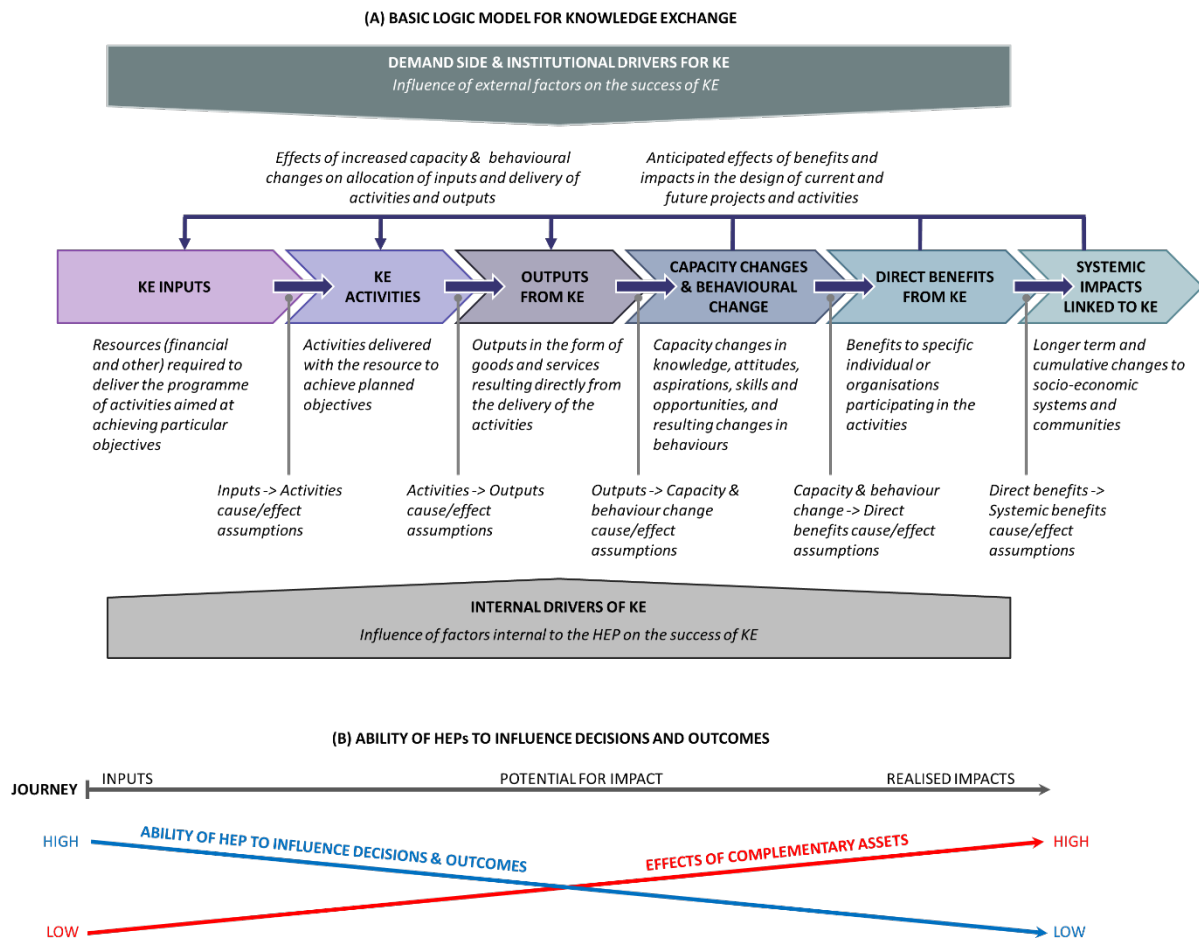 (A) BASIC LOGIC MODEL FOR KNOWLEDGE EXCHANGE
DEMAND SIDE & INSTITUTIONAL DRIVERS FOR KE
Influence of external factors on the success of KE
Effects of increased capacity & behavioural
changes on allocation of inputs and delivery of
activities and outputs
Anticipated effects of benefits and
impacts in the design of current and
future projects and activities
KE INPUTS
KE
ACTIVITIES
OUTPUTS
FROM KE
CAPACITY CHANGES
& BEHAVIOURAL
CHANGE
DIRECT BENEFITS
FROM KE
SYSTEMIC
IMPACTS
LINKED TO KE
Resources (financial
and other) required to
deliver the programme
of activities aimed at
achieving particular
objectives
Activities delivered
with the resource to
achieve planned
objectives
Outputs in the form of
goods and services
resulting directly from
the delivery of the
activities
Capacity changes in
knowledge, attitudes,
aspirations, skills and
opportunities, and
resulting changes in
behaviours
Benefits to specific
individual or
organisations
participating in the
activities
Longer term and
cumulative changes to
socio-economic
systems and
communities
Inputs -> Activities
cause/effect
assumptions
Activities -> Outputs
cause/effect
assumptions
Outputs -> Capacity &
behaviour change
cause/effect
assumptions
Capacity & behaviour
change -> Direct
benefits cause/effect
assumptions
Direct benefits ->
Systemic benefits
cause/effect
assumptions
INTERNAL DRIVERS OF KE
Influence of factors internal to the HEP on the success of KE
(B) ABILITY OF HEPs TO INFLUENCE DECISIONS AND OUTCOMES
JOURNEY
INPUTS
POTENTIAL FOR IMPACT
REALISED IMPACTS
HIGH
ABILITY OF HEP TO INFLUENCE DECISIONS & OUTCOMES
EFFECTS OF COMPLEMENTARY ASSETS
HIGH
LOW
LOW